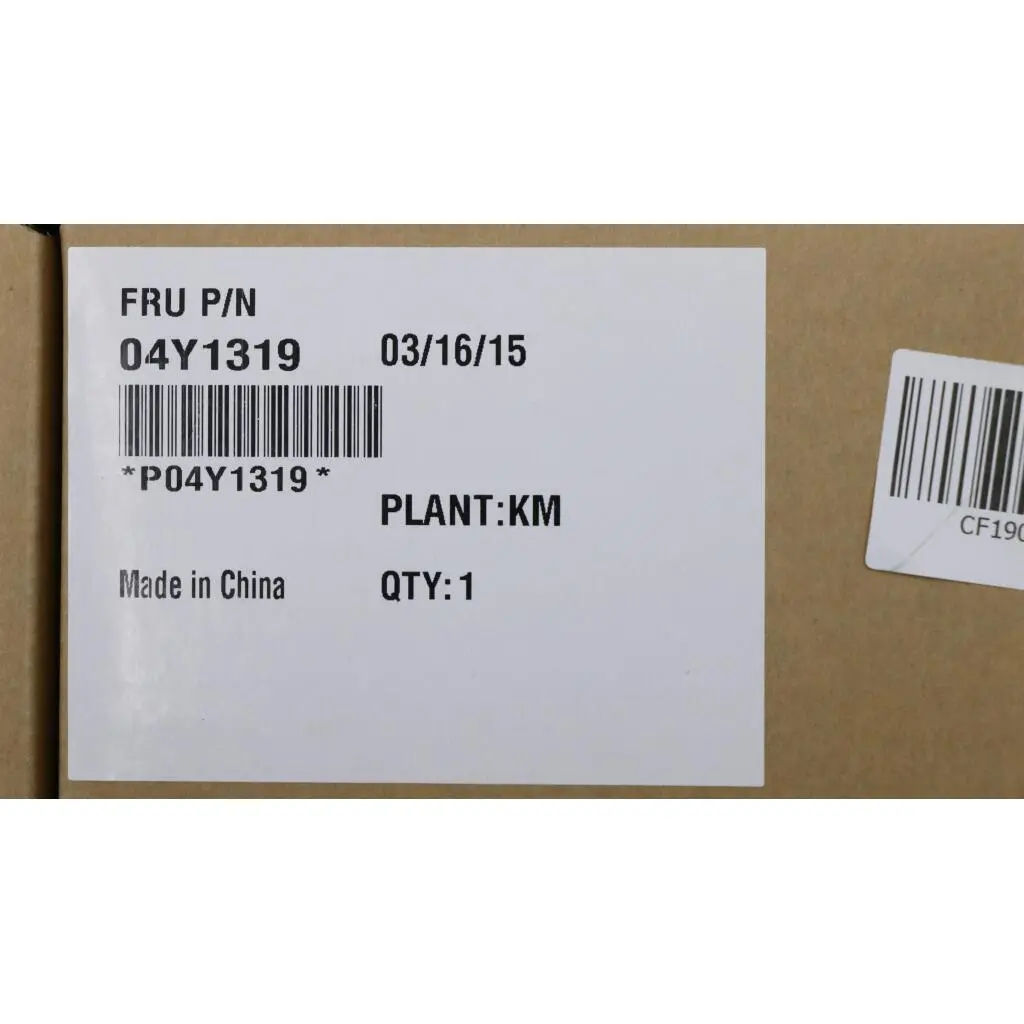 FRU P/N
04Y1319 03/16/15
*P04Y1319*
PLANT:KM
Made in China QTY: 1
CF190